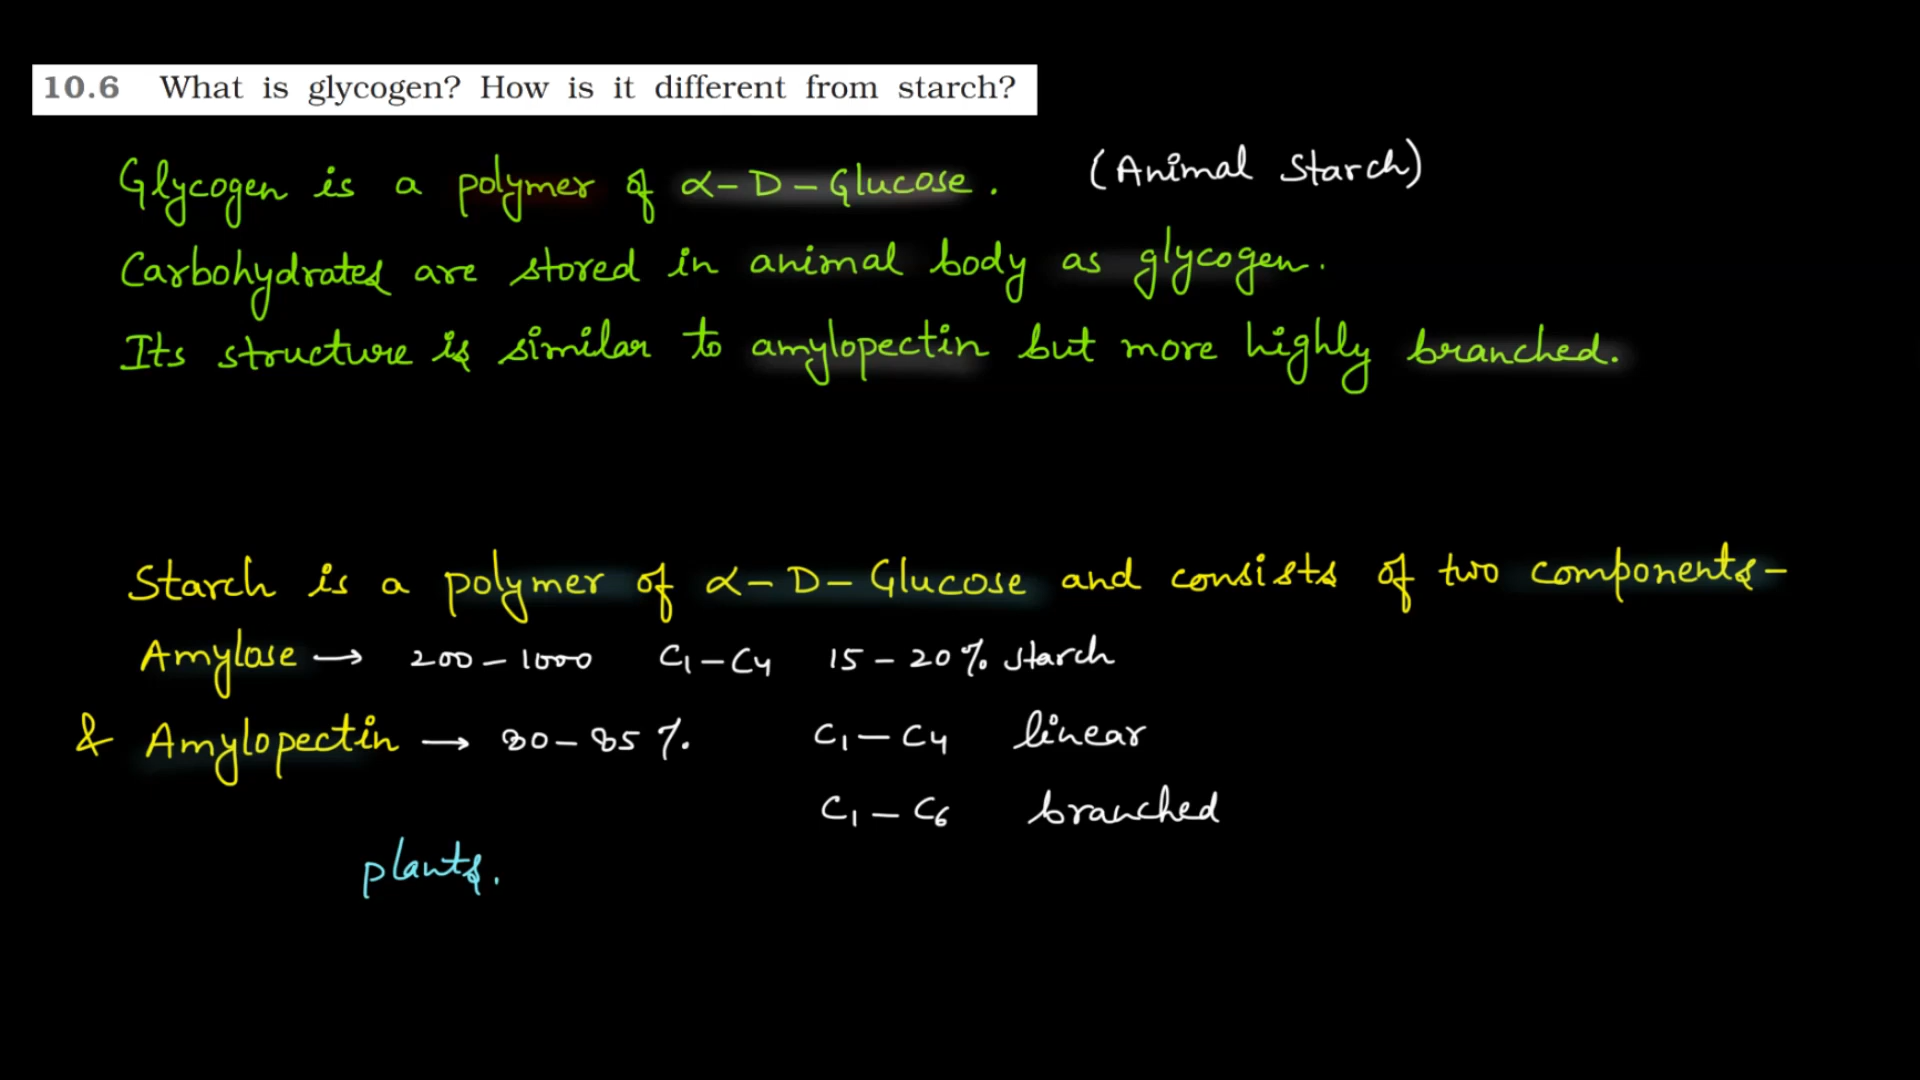 10.6 What is glycogen? How is it different from starch?
Glycogen is a polymer of α-D-Glucose. (Animal Starch)
Carbohydrates are stored in animal body as glycogen.
Its structure is similar to amylopectin but more highly branched.
Starch is a polymer of α-D-Glucose and consists of two components-
Amylose → 200-1000 C₁-C₄ 15-20% starch
& Amylopectin → 80-85 % C₁-C₄ linear
C₁-C₆ branched
plants.